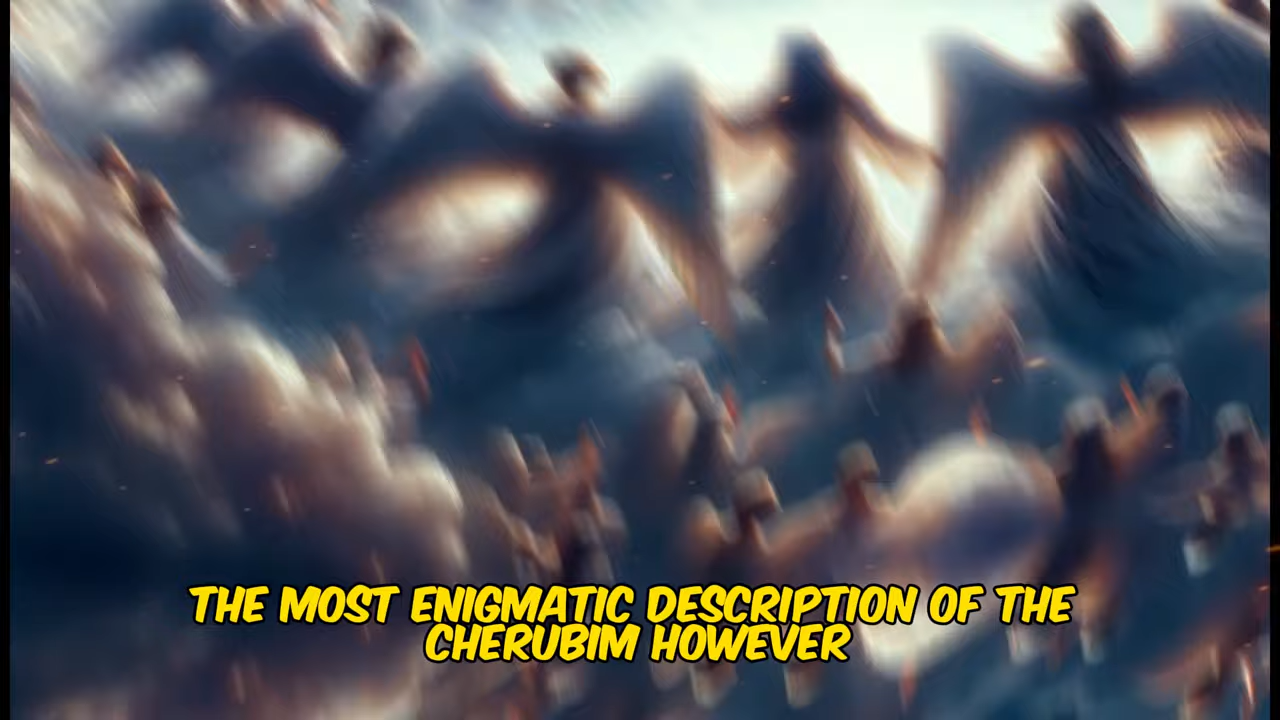 THE MOST ENIGMATIC DESCRIPTION OF THE
CHERUBIM HOWEVER